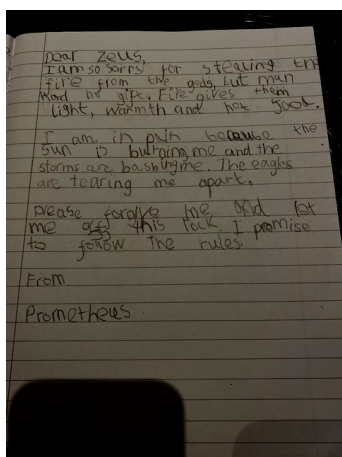 Dear Zeus,
I am so sorry for stealing the
fire from the gods but man
had no gifts. Fire gives them
light, warmth and hot foot.
I am in pain because the
sun is burning me and the
storms are bashing me. The eagles
are tearing me apart.
please forgive me and let
me off this rock I promise
to follow The rules.
From
Prometheus